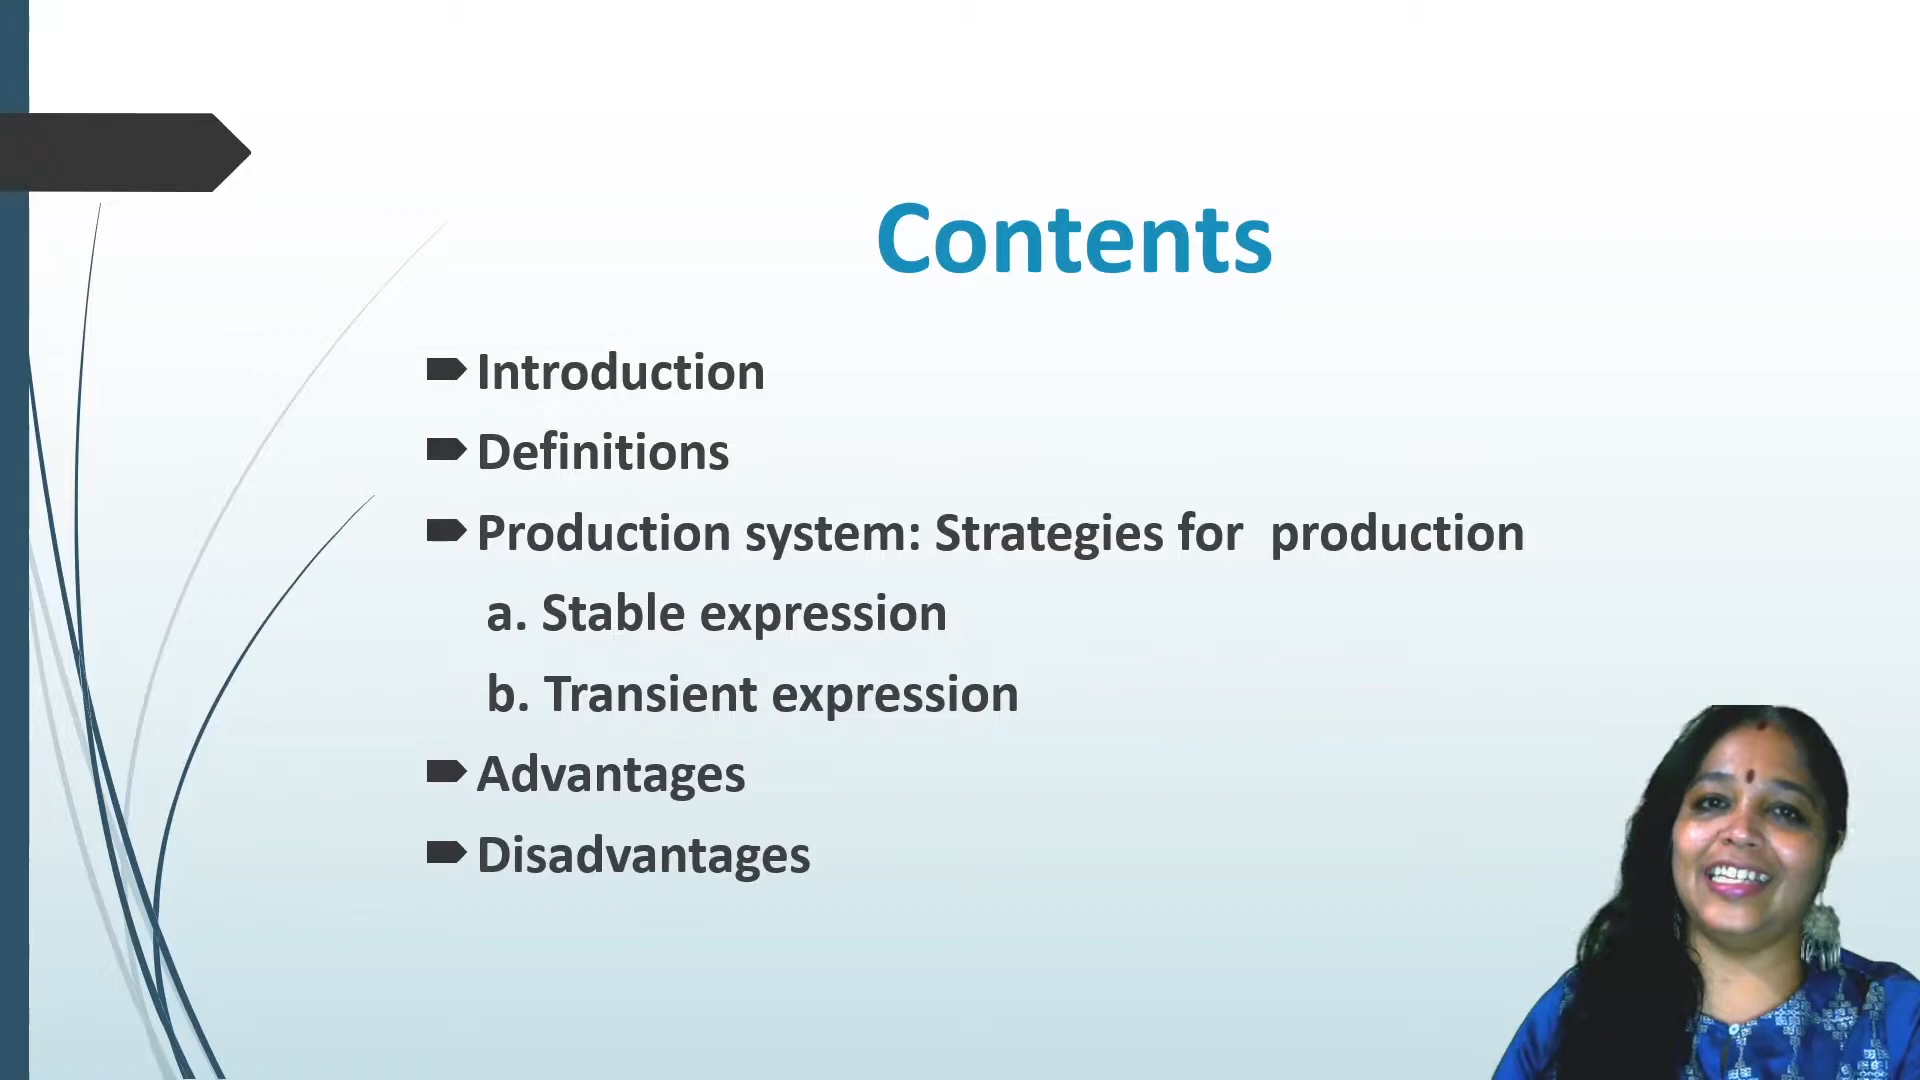 Contents
Introduction
Definitions
Production system: Strategies for  production
a. Stable expression
b. Transient expression
Advantages
Disadvantages